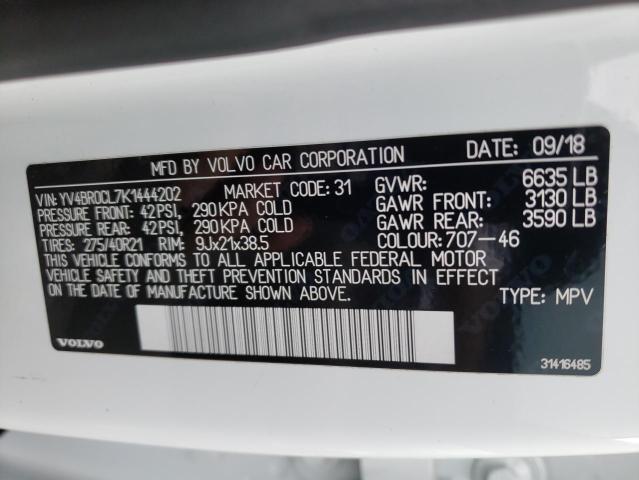 MFD BY VOLVO CAR CORPORATION DATE: 09/18
VIN: YV4BR0CL7K1444202 MARKET CODE: 31 GVWR: 6635 LB
PRESSURE FRONT: 42PSI, 290 KPA COLD GAWR FRONT: 3130 LB
PRESSURE REAR: 42PSI, 290 KPA COLD GAWR REAR: 3590 LB
TIRES: 275/40R21 RIM: 9Jx21x38.5 COLOUR: 707-46
THIS VEHICLE CONFORMS TO ALL APPLICABLE FEDERAL MOTOR
VEHICLE SAFETY AND THEFT PREVENTION STANDARDS IN EFFECT
ON THE DATE OF MANUFACTURE SHOWN ABOVE. TYPE: MPV
VOLVO 31416485